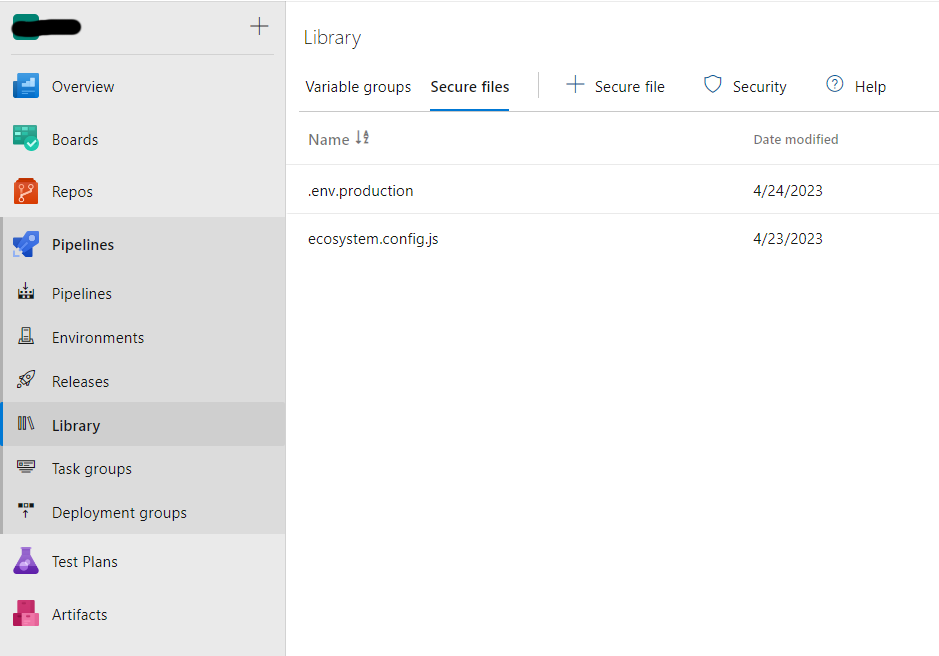 Overview
Boards
Repos
Pipelines
Pipelines
Environments
Releases
Library
Task groups
Deployment groups
Test Plans
Artifacts
Library
Variable groups Secure files Secure file Security Help
Name Date modified
.env.production 4/24/2023
ecosystem.config.js 4/23/2023